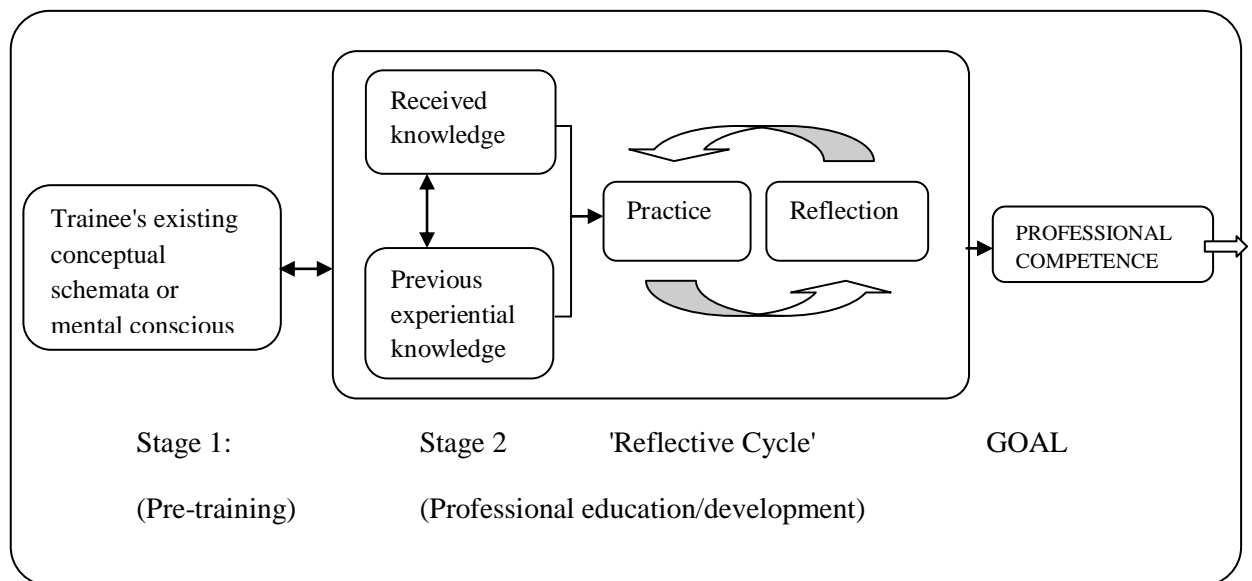 Received
knowledge
Trainee's existing
conceptual
schemata or
mental conscious
Previous
experiential
knowledge
Practice
Reflection
PROFESSIONAL
COMPETENCE
Stage 1:
Stage 2
'Reflective Cycle'
GOAL
(Pre-training)
(Professional education/development)